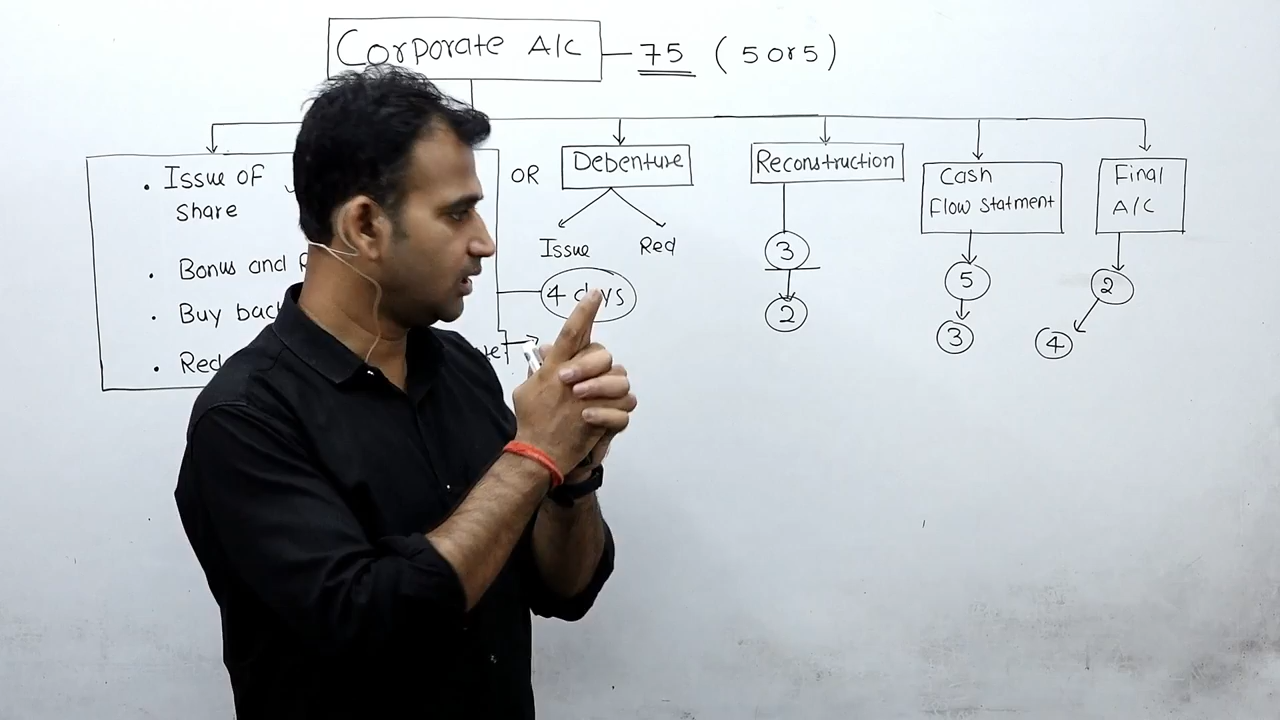 Corporate A/C — 75 (5 or 5)
• Issue of
share
• Bonus and
• Buy back
• Red
OR
Debenture
Issue Red
4 days
Reconstruction
3
2
Cash
Flow Statment
5
3
Final
A/C
2
4